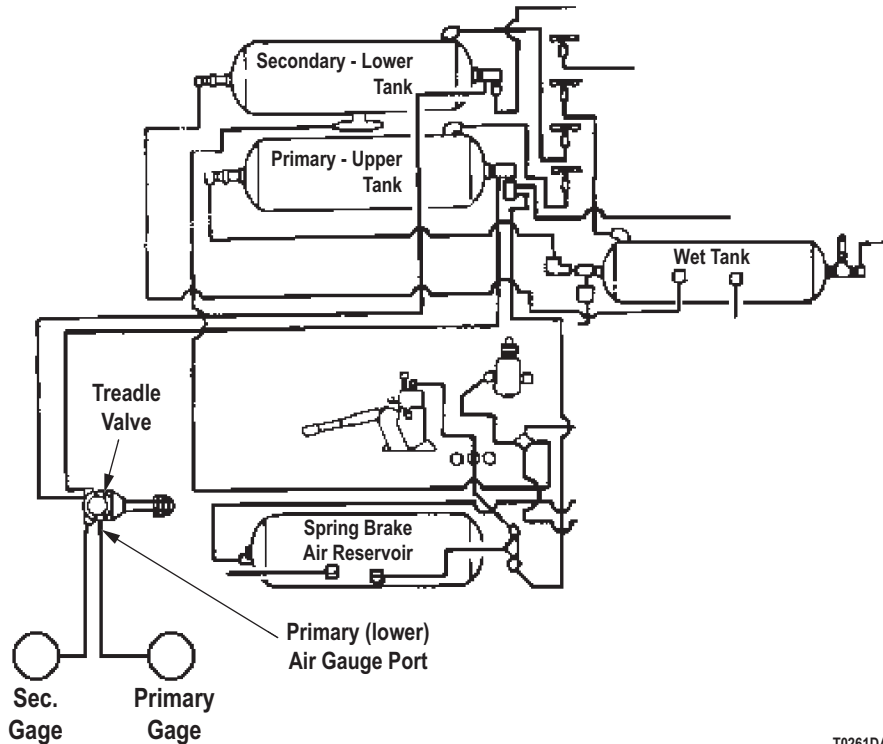 Secondary - Lower
Tank
Primary - Upper
Tank
Wet Tank
Treadle
Valve
Spring Brake
Air Reservoir
Primary (lower)
Air Gauge Port
Sec.
Gage
Primary
Gage
T0261DA